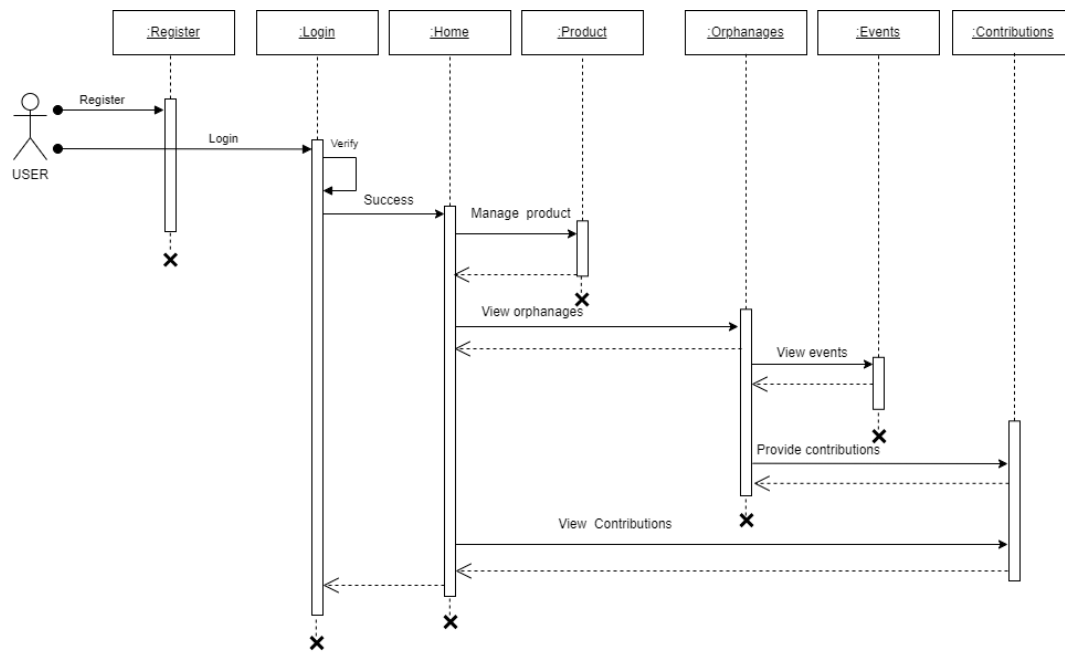 :Register
:Login
:Home
:Product
:Orphanages
:Events
:Contributions
Register
Login
Verify
USER
Success
Manage product
View orphanages
View events
Provide contributions
View Contributions